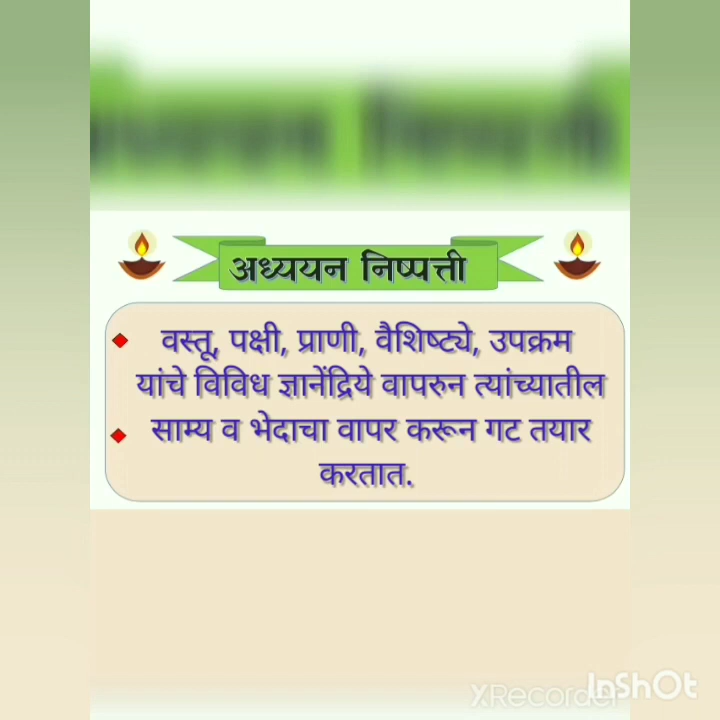 अध्ययन निष्पत्ती
वस्तू, पक्षी, प्राणी, वैशिष्ट्ये, उपक्रम
यांचे विविध ज्ञानेंद्रिये वापरुन त्यांच्यातील
साम्य व भेदाचा वापर करून गट तयार
करतात.
XRecorder
InShOt